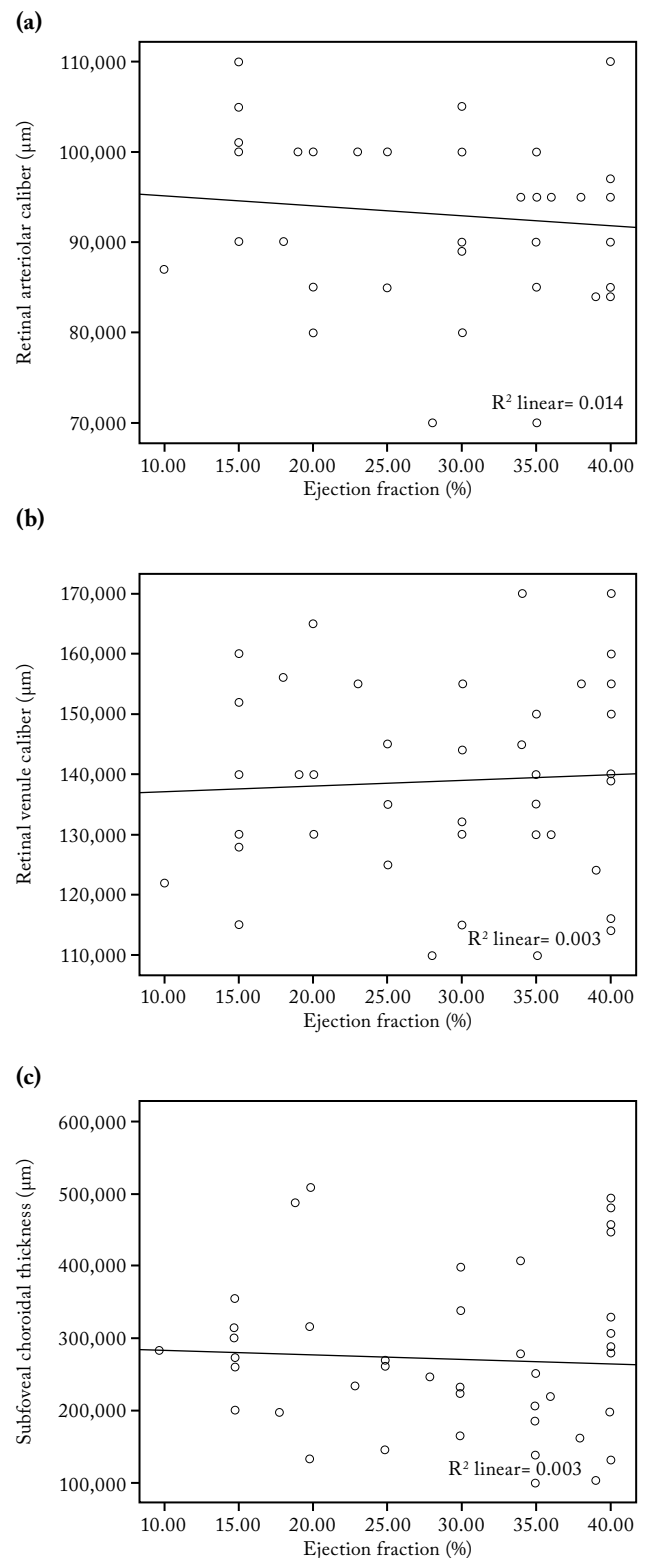 (a)
Retinal arteriolar caliber (µm)
110,000
100,000
90,000
80,000
70,000
R² linear= 0.014
10.00 15.00 20.00 25.00 30.00 35.00 40.00
Ejection fraction (%)
(b)
Retinal venule caliber (µm)
170,000
160,000
150,000
140,000
130,000
120,000
110,000
R² linear= 0.003
10.00 15.00 20.00 25.00 30.00 35.00 40.00
Ejection fraction (%)
(c)
Subfoveal choroidal thickness (µm)
600,000
500,000
400,000
300,000
200,000
100,000
R² linear= 0.003
10.00 15.00 20.00 25.00 30.00 35.00 40.00
Ejection fraction (%)